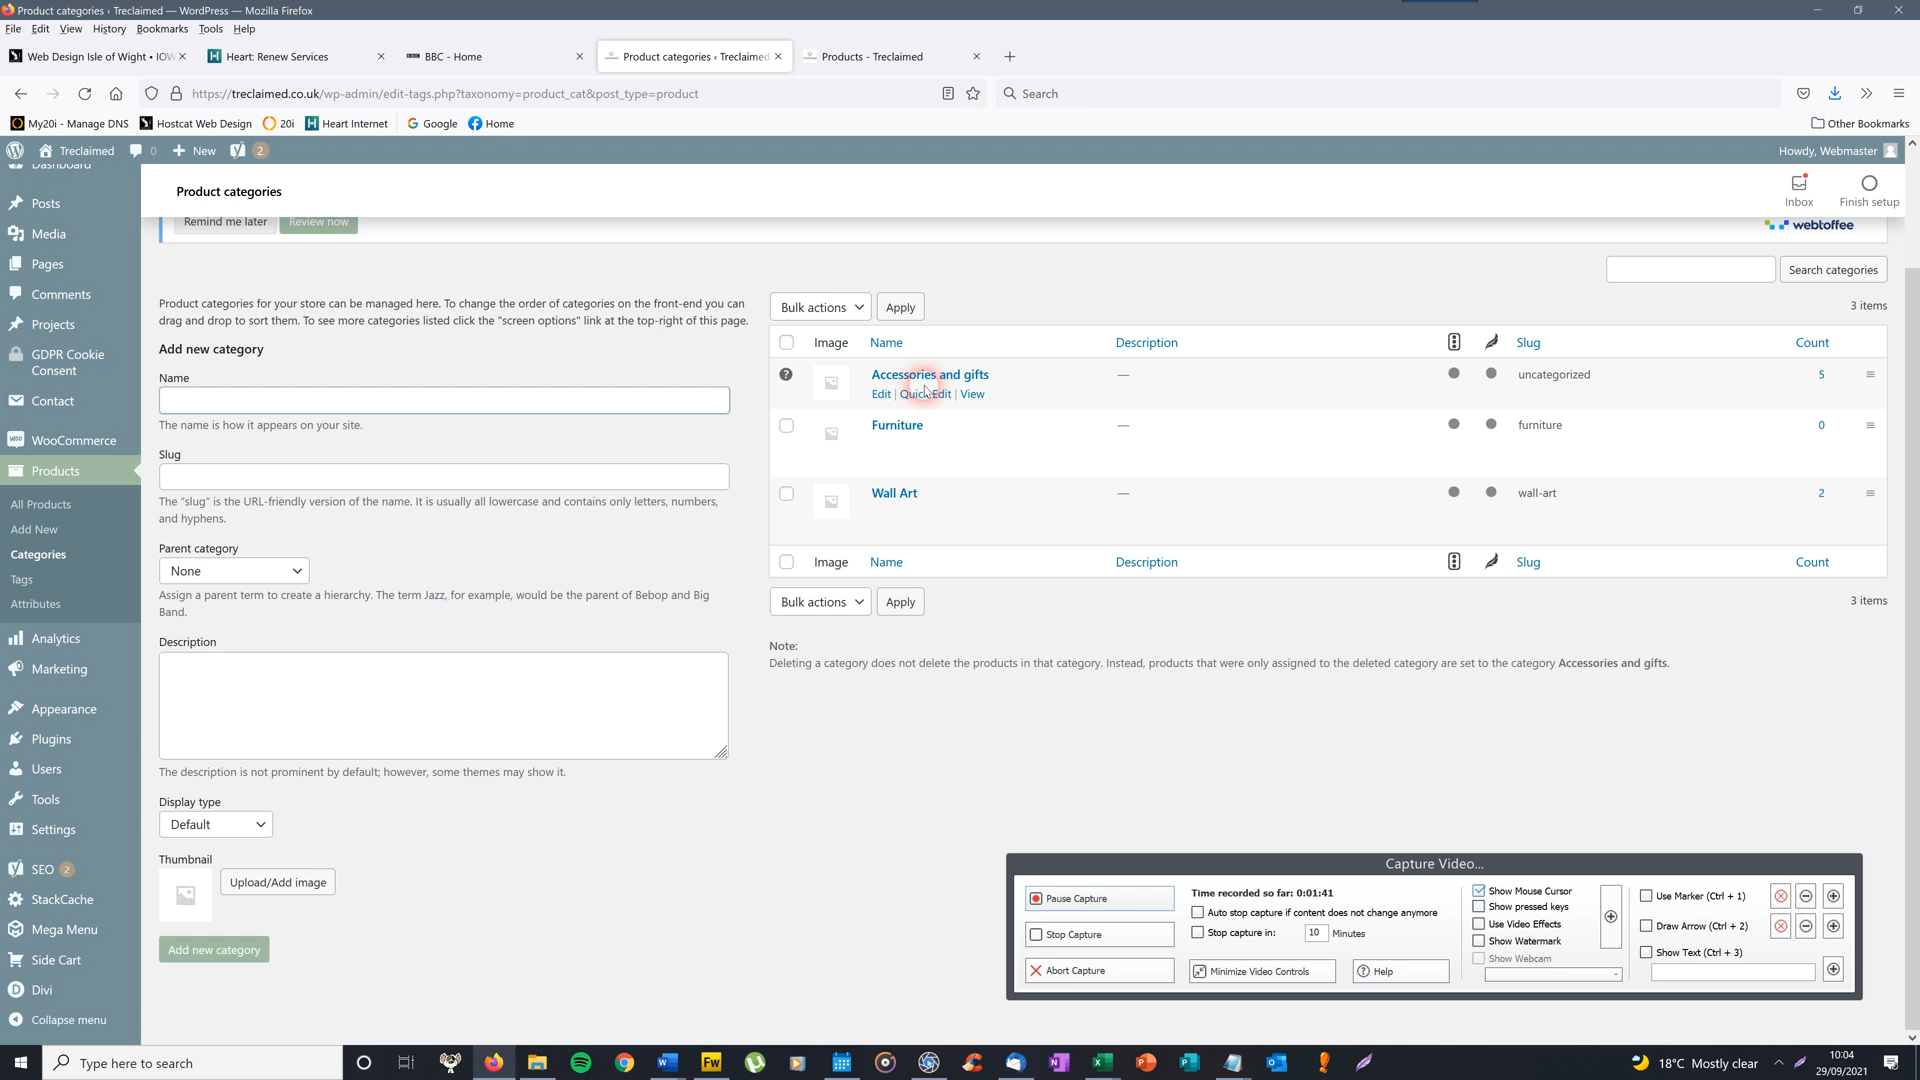 Product categories ‹ Treclaimed — WordPress — Mozilla Firefox
File Edit View History Bookmarks Tools Help
Web Design Isle of Wight • IOW
Heart: Renew Services
BBC - Home
Product categories ‹ Treclaimed
Products - Treclaimed
https://treclaimed.co.uk/wp-admin/edit-tags.php?taxonomy=product_cat&post_type=product
Search
My20i - Manage DNS
Hostcat Web Design
20i
Heart Internet
Google
Home
Other Bookmarks
Treclaimed
0
New
2
Howdy, Webmaster
Dashboard
Product categories
Inbox
Finish setup
Posts
Media
Pages
Comments
Projects
GDPR Cookie
Consent
Contact
WooCommerce
Products
All Products
Add New
Categories
Tags
Attributes
Analytics
Marketing
Appearance
Plugins
Users
Tools
Settings
SEO 2
StackCache
Mega Menu
Side Cart
Divi
Collapse menu
Remind me later
Review now
webtoffee
Search categories
Product categories for your store can be managed here. To change the order of categories on the front-end you can
drag and drop to sort them. To see more categories listed click the "screen options" link at the top-right of this page.
Add new category
Name
The name is how it appears on your site.
Slug
The "slug" is the URL-friendly version of the name. It is usually all lowercase and contains only letters, numbers,
and hyphens.
Parent category
None
Assign a parent term to create a hierarchy. The term Jazz, for example, would be the parent of Bebop and Big
Band.
Description
The description is not prominent by default; however, some themes may show it.
Display type
Default
Thumbnail
Upload/Add image
Add new category
Bulk actions
Apply
3 items
Image Name Description Slug Count
Accessories and gifts — uncategorized 5
Edit | Quick Edit | View
Furniture — furniture 0
Wall Art — wall-art 2
Image Name Description Slug Count
Bulk actions
Apply
3 items
Note:
Deleting a category does not delete the products in that category. Instead, products that were only assigned to the deleted category are set to the category Accessories and gifts.
Capture Video...
Pause Capture
Stop Capture
Abort Capture
Time recorded so far: 0:01:41
Auto stop capture if content does not change anymore
Stop capture in: 10 Minutes
Minimize Video Controls
Help
Show Mouse Cursor
Show pressed keys
Use Video Effects
Show Watermark
Show Webcam
Use Marker (Ctrl + 1)
Draw Arrow (Ctrl + 2)
Show Text (Ctrl + 3)
Type here to search
18°C Mostly clear
10:04
29/09/2021